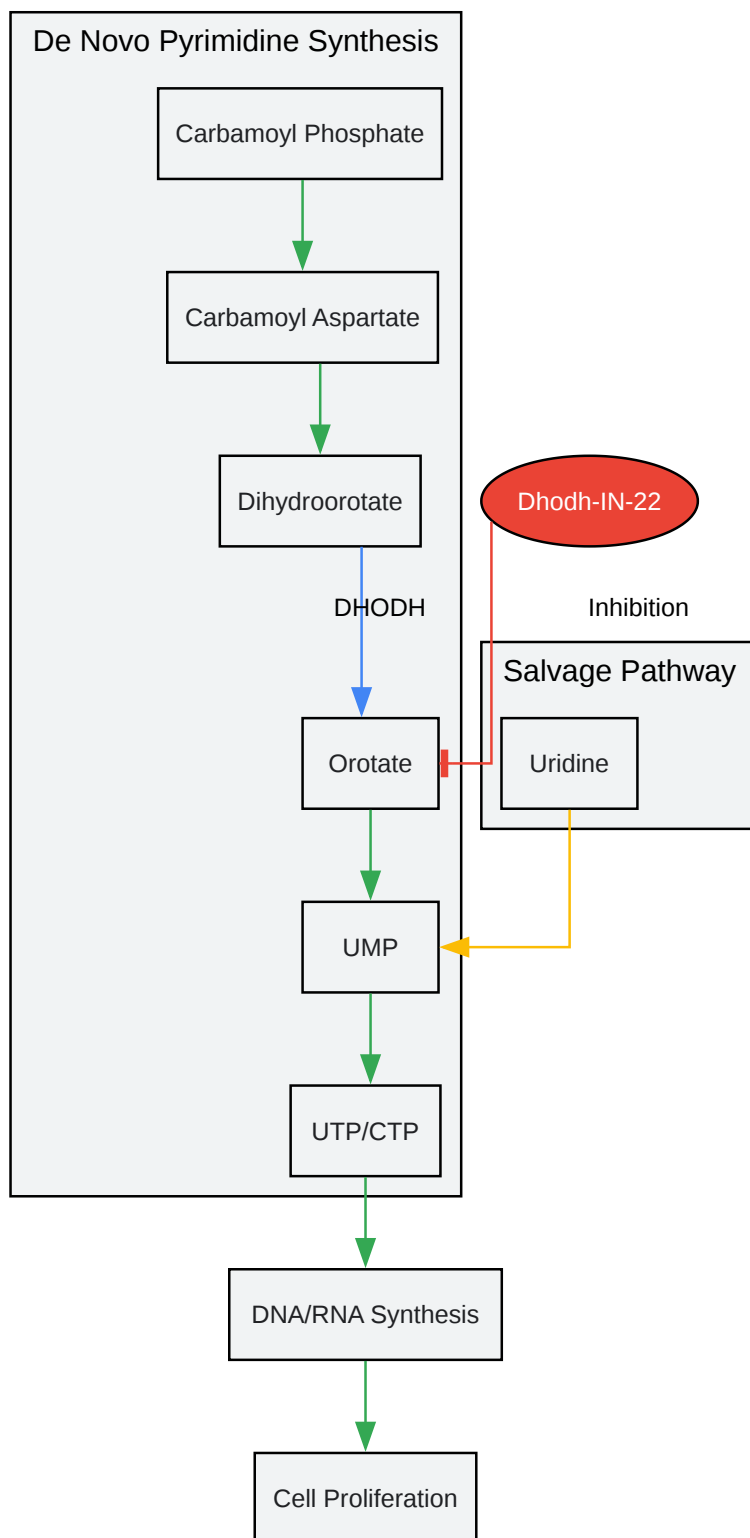 De Novo Pyrimidine Synthesis
Carbamoyl Phosphate
Carbamoyl Aspartate
Dihydroorotate
Dhodh-IN-22
DHODH
Inhibition
Salvage Pathway
Orotate
Uridine
UMP
UTP/CTP
DNA/RNA Synthesis
Cell Proliferation